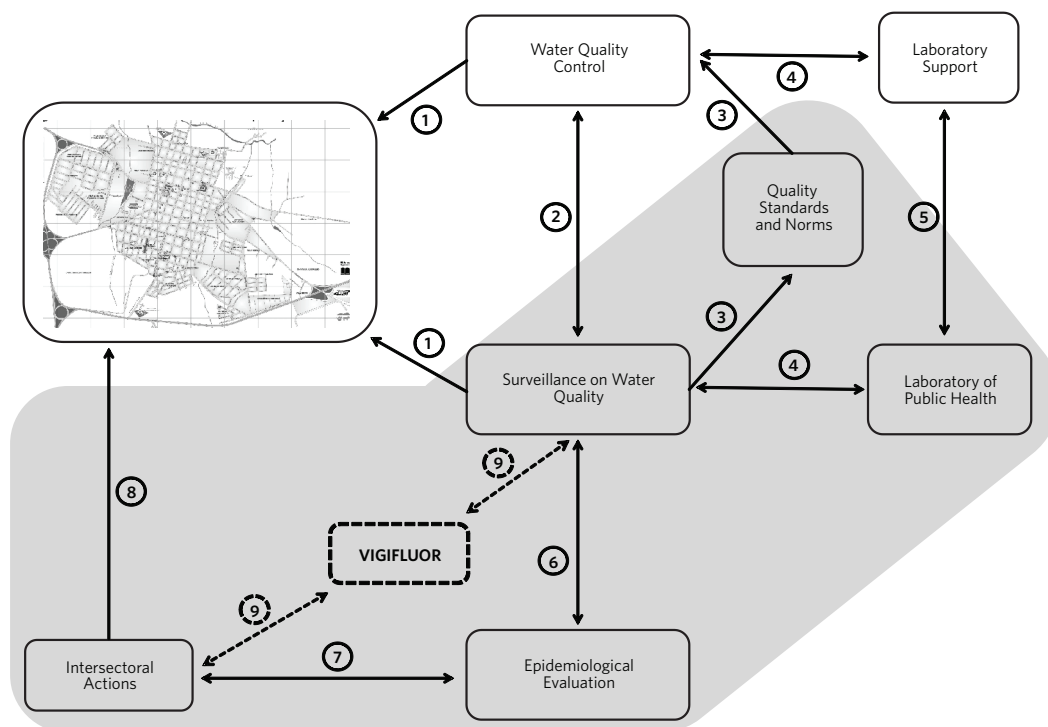 Water Quality
Control
Laboratory
Support
4
1
3
Quality
Standards
and Norms
2
5
3
1
Surveillance on Water
Quality
4
Laboratory of
Public Health
9
8
VIGIFLUOR
6
9
7
Intersectoral
Actions
Epidemiological
Evaluation